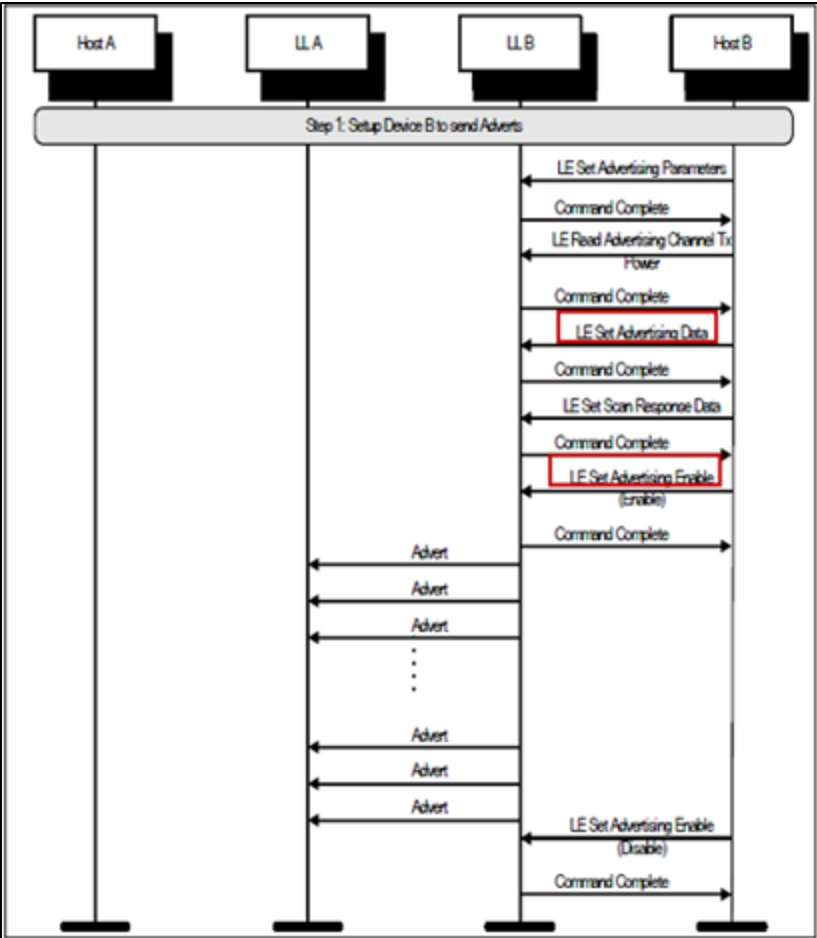 Host A
LL A
LL B
Host B
Step 1: Setup Device B to send Adverts
LE Set Advertising Parameters
Command Complete
LE Read Advertising Channel Tx
Power
Command Complete
LE Set Advertising Data
Command Complete
LE Set Scan Response Data
Command Complete
LE Set Advertising Enable
(Enable)
Command Complete
Advert
Advert
Advert
Advert
Advert
Advert
LE Set Advertising Enable
(Disable)
Command Complete